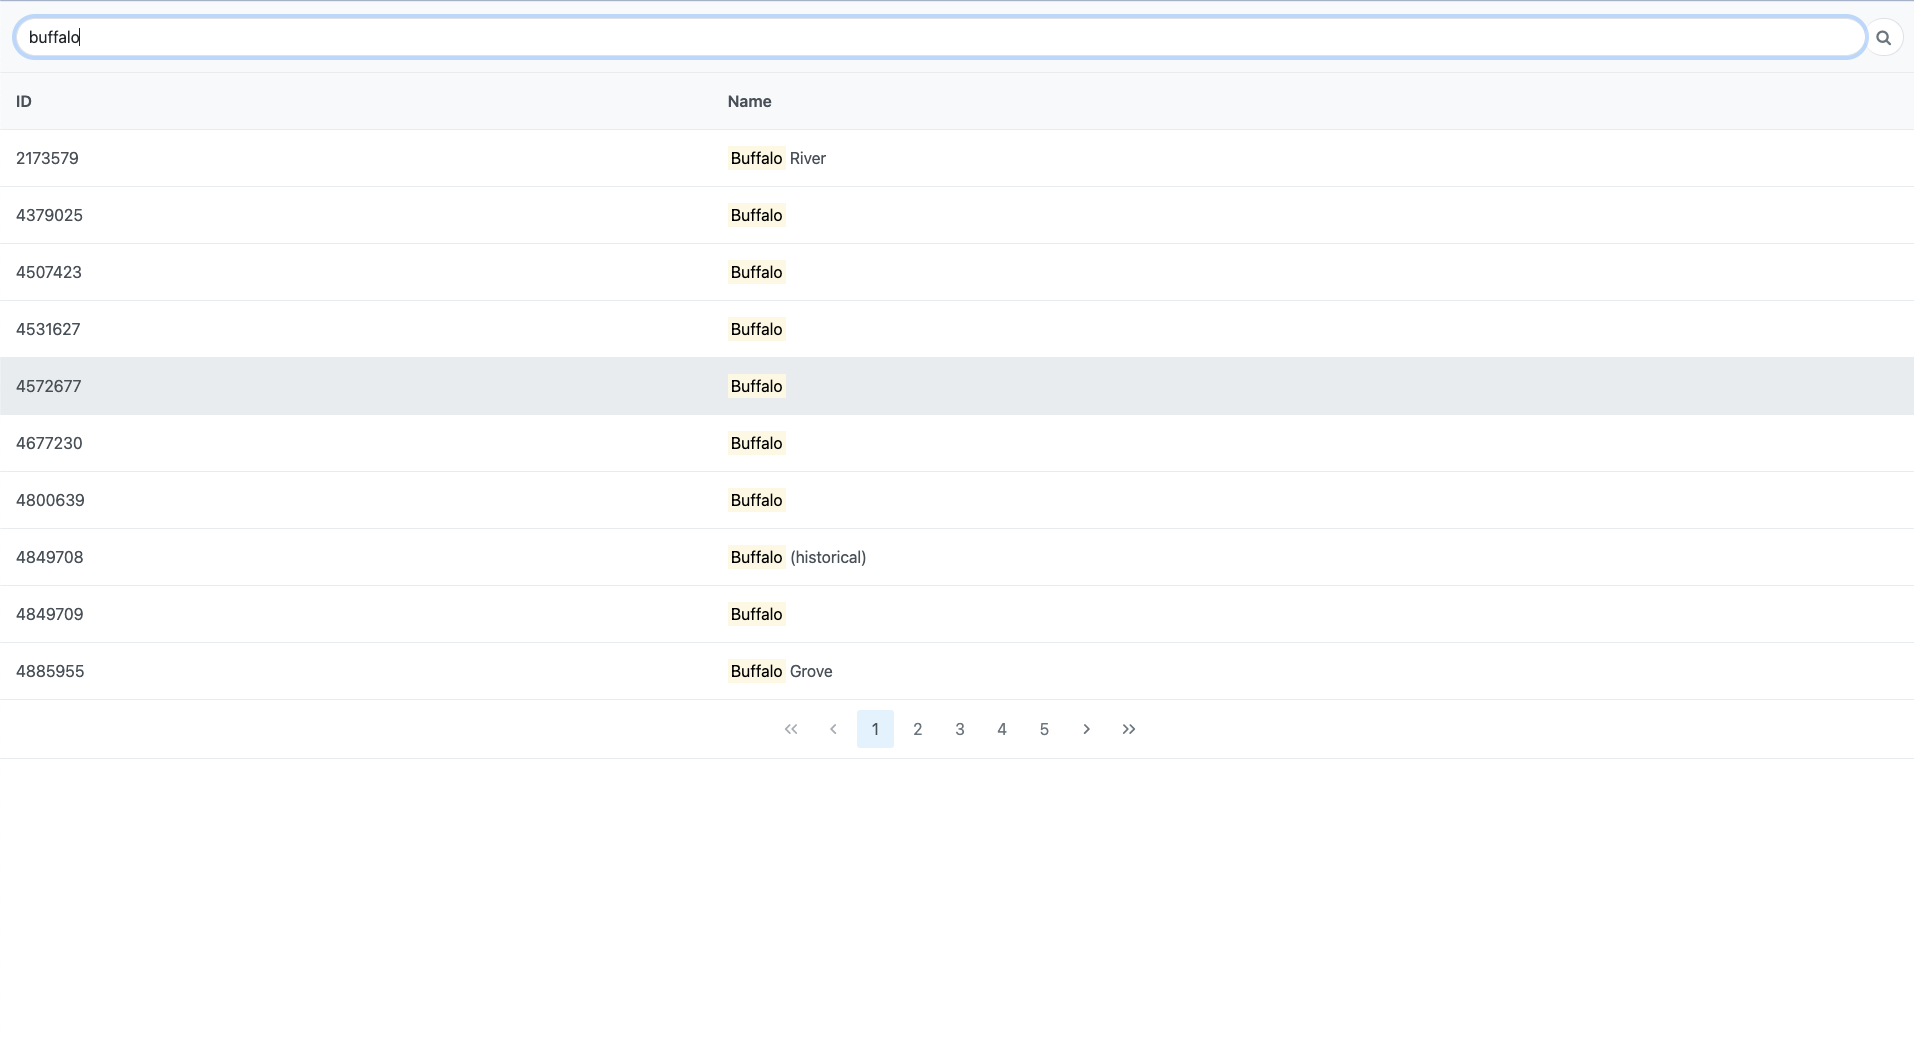 buffalo
ID Name
2173579 Buffalo River
4379025 Buffalo
4507423 Buffalo
4531627 Buffalo
4572677 Buffalo
4677230 Buffalo
4800639 Buffalo
4849708 Buffalo (historical)
4849709 Buffalo
4885955 Buffalo Grove
1 2 3 4 5